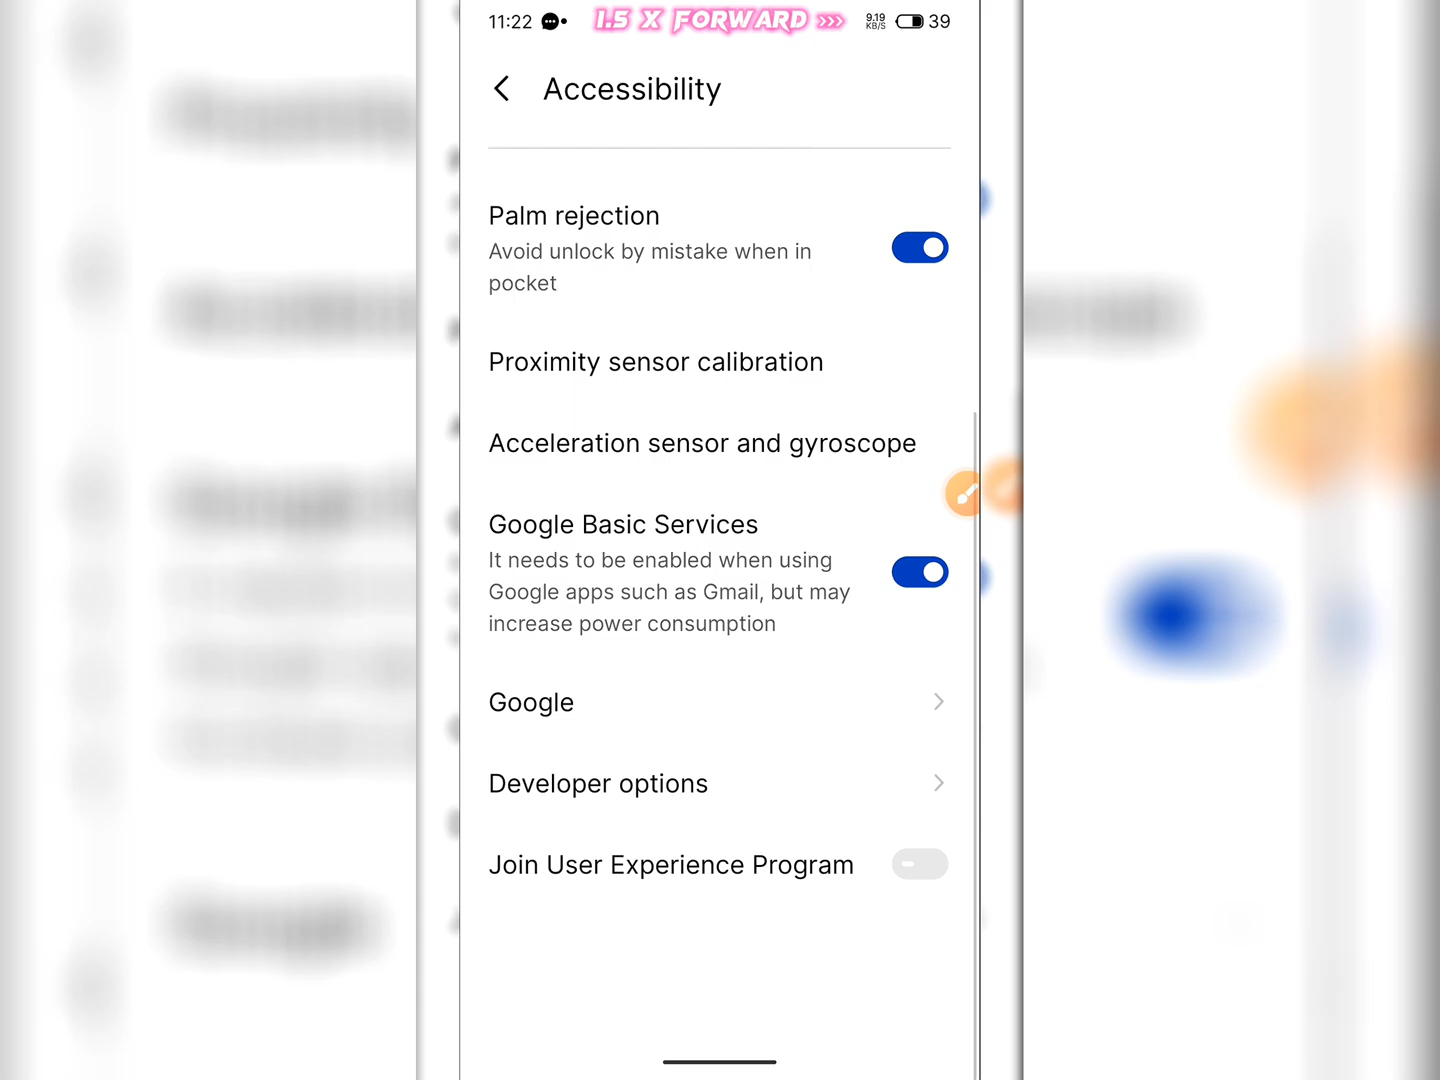 11:22
1.5 X FORWARD >>>
9.19
KB/S
39
Accessibility
Palm rejection
Avoid unlock by mistake when in
pocket
Proximity sensor calibration
Acceleration sensor and gyroscope
Google Basic Services
It needs to be enabled when using
Google apps such as Gmail, but may
increase power consumption
Google
Developer options
Join User Experience Program